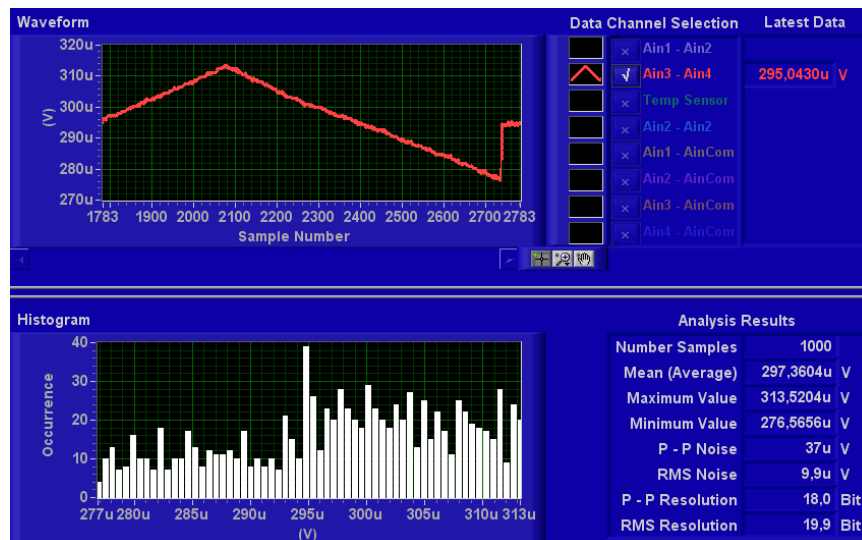 Waveform
Data Channel Selection
Latest Data
320u
310u
300u
290u
280u
270u
(V)
1783 1900 2000 2100 2200 2300 2400 2500 2600 2700 2783
Sample Number
Ain1 - Ain2
Ain3 - Ain4 295,0430u V
Temp Sensor
Ain2 - Ain2
Ain1 - AinCom
Ain2 - AinCom
Ain3 - AinCom
Ain4 - AinCom
Histogram
40
30
20
10
0
Occurrence
277u 280u 285u 290u 295u 300u 305u 310u 313u
(V)
Analysis Results
Number Samples 1000
Mean (Average) 297,3604u V
Maximum Value 313,5204u V
Minimum Value 276,5656u V
P - P Noise 37u V
RMS Noise 9,9u V
P - P Resolution 18,0 Bit
RMS Resolution 19,9 Bit